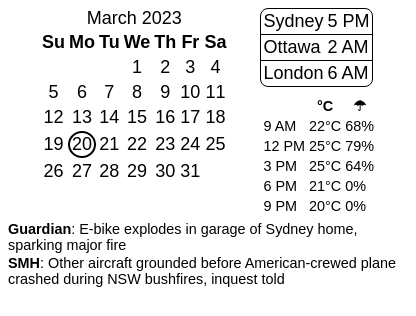 March 2023
Su Mo Tu We Th Fr Sa
1 2 3 4
5 6 7 8 9 10 11
12 13 14 15 16 17 18
19 20 21 22 23 24 25
26 27 28 29 30 31
Sydney 5 PM
Ottawa 2 AM
London 6 AM
°C ☂
9 AM 22°C 68%
12 PM 25°C 79%
3 PM 25°C 64%
6 PM 21°C 0%
9 PM 20°C 0%
Guardian: E-bike explodes in garage of Sydney home,
sparking major fire
SMH: Other aircraft grounded before American-crewed plane
crashed during NSW bushfires, inquest told